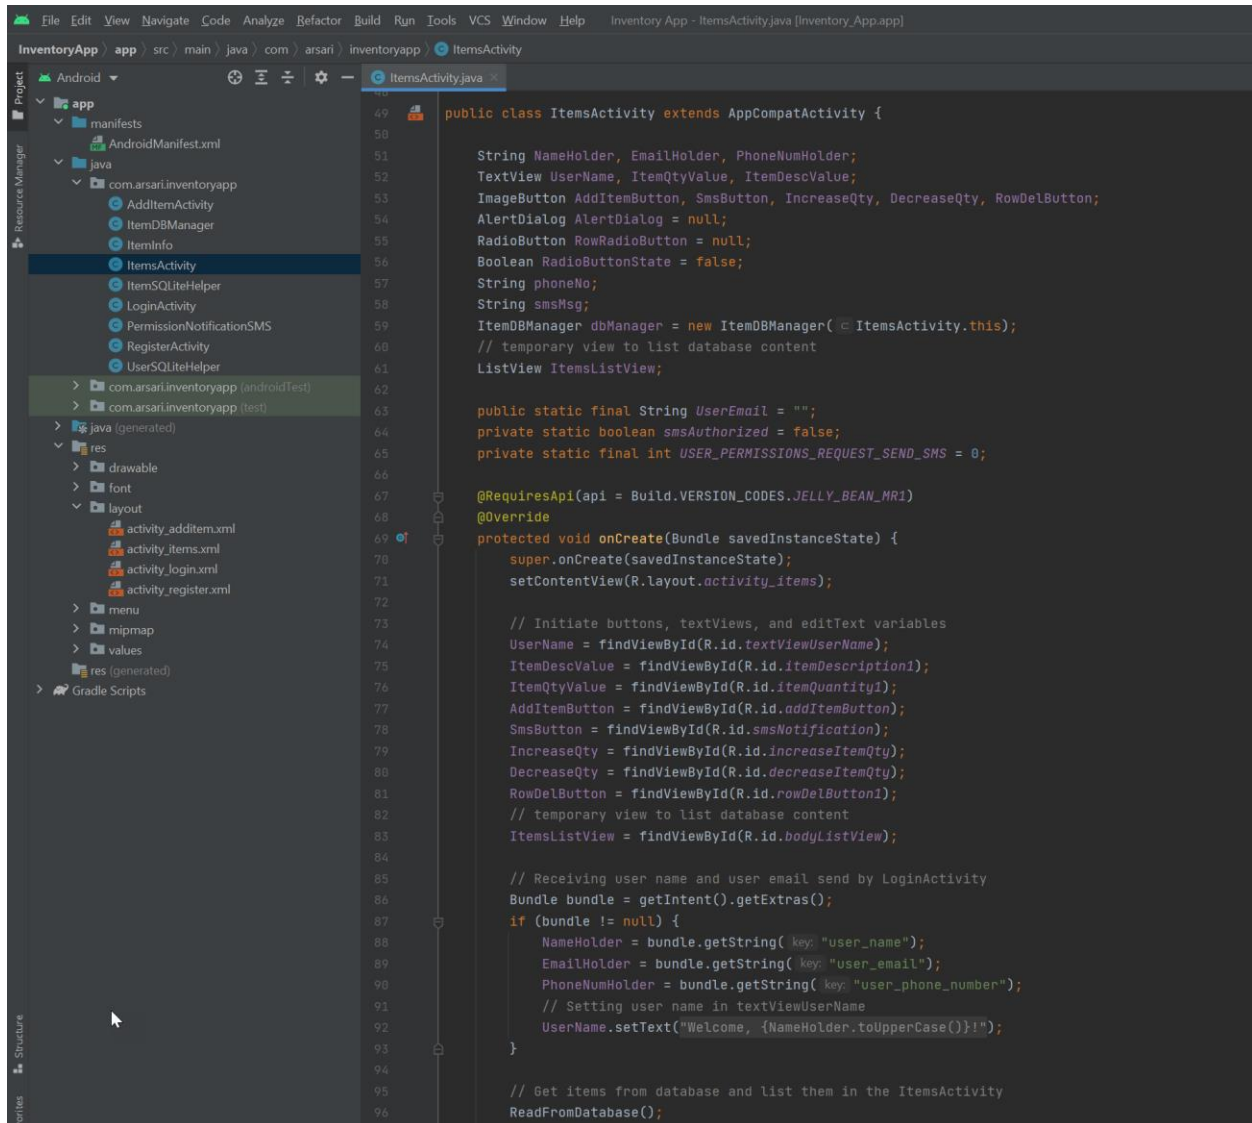 File Edit View Navigate Code Analyze Refactor Build Run Tools VCS Window Help Inventory App - ItemsActivity.java [Inventory_App.app]
InventoryApp app src main java com arsari inventoryapp ItemsActivity
Project
Resource Manager
Structure
Android
app
manifests
AndroidManifest.xml
java
com.arsari.inventoryapp
AddItemActivity
ItemDBManager
ItemInfo
ItemsActivity
ItemSQLiteHelper
LoginActivity
PermissionNotificationSMS
RegisterActivity
UserSQLiteHelper
com.arsari.inventoryapp (androidTest)
com.arsari.inventoryapp (test)
java (generated)
res
drawable
font
layout
activity_additem.xml
activity_items.xml
activity_login.xml
activity_register.xml
menu
mipmap
values
res (generated)
Gradle Scripts
ItemsActivity.java
48
49 public class ItemsActivity extends AppCompatActivity {
50
51 String NameHolder, EmailHolder, PhoneNumHolder;
52 TextView UserName, ItemQtyValue, ItemDescValue;
53 ImageButton AddItemButton, SmsButton, IncreaseQty, DecreaseQty, RowDelButton;
54 AlertDialog AlertDialog = null;
55 RadioButton RowRadioButton = null;
56 Boolean RadioButtonState = false;
57 String phoneNo;
58 String smsMsg;
59 ItemDBManager dbManager = new ItemDBManager( c ItemsActivity.this);
60 // temporary view to list database content
61 ListView ItemsListView;
62
63 public static final String UserEmail = "";
64 private static boolean smsAuthorized = false;
65 private static final int USER_PERMISSIONS_REQUEST_SEND_SMS = 0;
66
67 @RequiresApi(api = Build.VERSION_CODES.JELLY_BEAN_MR1)
68 @Override
69 protected void onCreate(Bundle savedInstanceState) {
70 super.onCreate(savedInstanceState);
71 setContentView(R.layout.activity_items);
72
73 // Initiate buttons, textViews, and editText variables
74 UserName = findViewById(R.id.textViewUserName);
75 ItemDescValue = findViewById(R.id.itemDescription1);
76 ItemQtyValue = findViewById(R.id.itemQuantity1);
77 AddItemButton = findViewById(R.id.addItemButton);
78 SmsButton = findViewById(R.id.smsNotification);
79 IncreaseQty = findViewById(R.id.increaseItemQty);
80 DecreaseQty = findViewById(R.id.decreaseItemQty);
81 RowDelButton = findViewById(R.id.rowDelButton1);
82 // temporary view to list database content
83 ItemsListView = findViewById(R.id.bodyListView);
84
85 // Receiving user name and user email send by LoginActivity
86 Bundle bundle = getIntent().getExtras();
87 if (bundle != null) {
88 NameHolder = bundle.getString( key: "user_name");
89 EmailHolder = bundle.getString( key: "user_email");
90 PhoneNumHolder = bundle.getString( key: "user_phone_number");
91 // Setting user name in textViewUserName
92 UserName.setText("Welcome, {NameHolder.toUpperCase()}!");
93 }
94
95 // Get items from database and list them in the ItemsActivity
96 ReadFromDatabase();